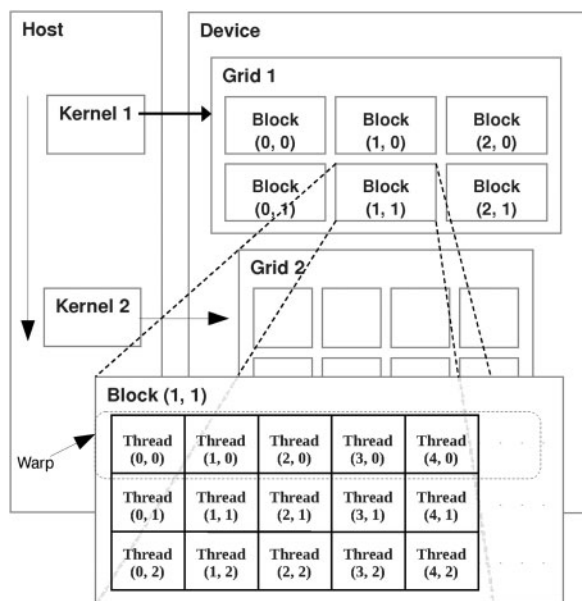 Host
Device
Grid 1
Kernel 1
Block
(0, 0)
Block
(1, 0)
Block
(2, 0)
Block
(0, 1)
Block
(1, 1)
Block
(2, 1)
Grid 2
Kernel 2
Block (1, 1)
Warp
Thread
(0, 0)
Thread
(1, 0)
Thread
(2, 0)
Thread
(3, 0)
Thread
(4, 0)
Thread
(0, 1)
Thread
(1, 1)
Thread
(2, 1)
Thread
(3, 1)
Thread
(4, 1)
Thread
(0, 2)
Thread
(1, 2)
Thread
(2, 2)
Thread
(3, 2)
Thread
(4, 2)